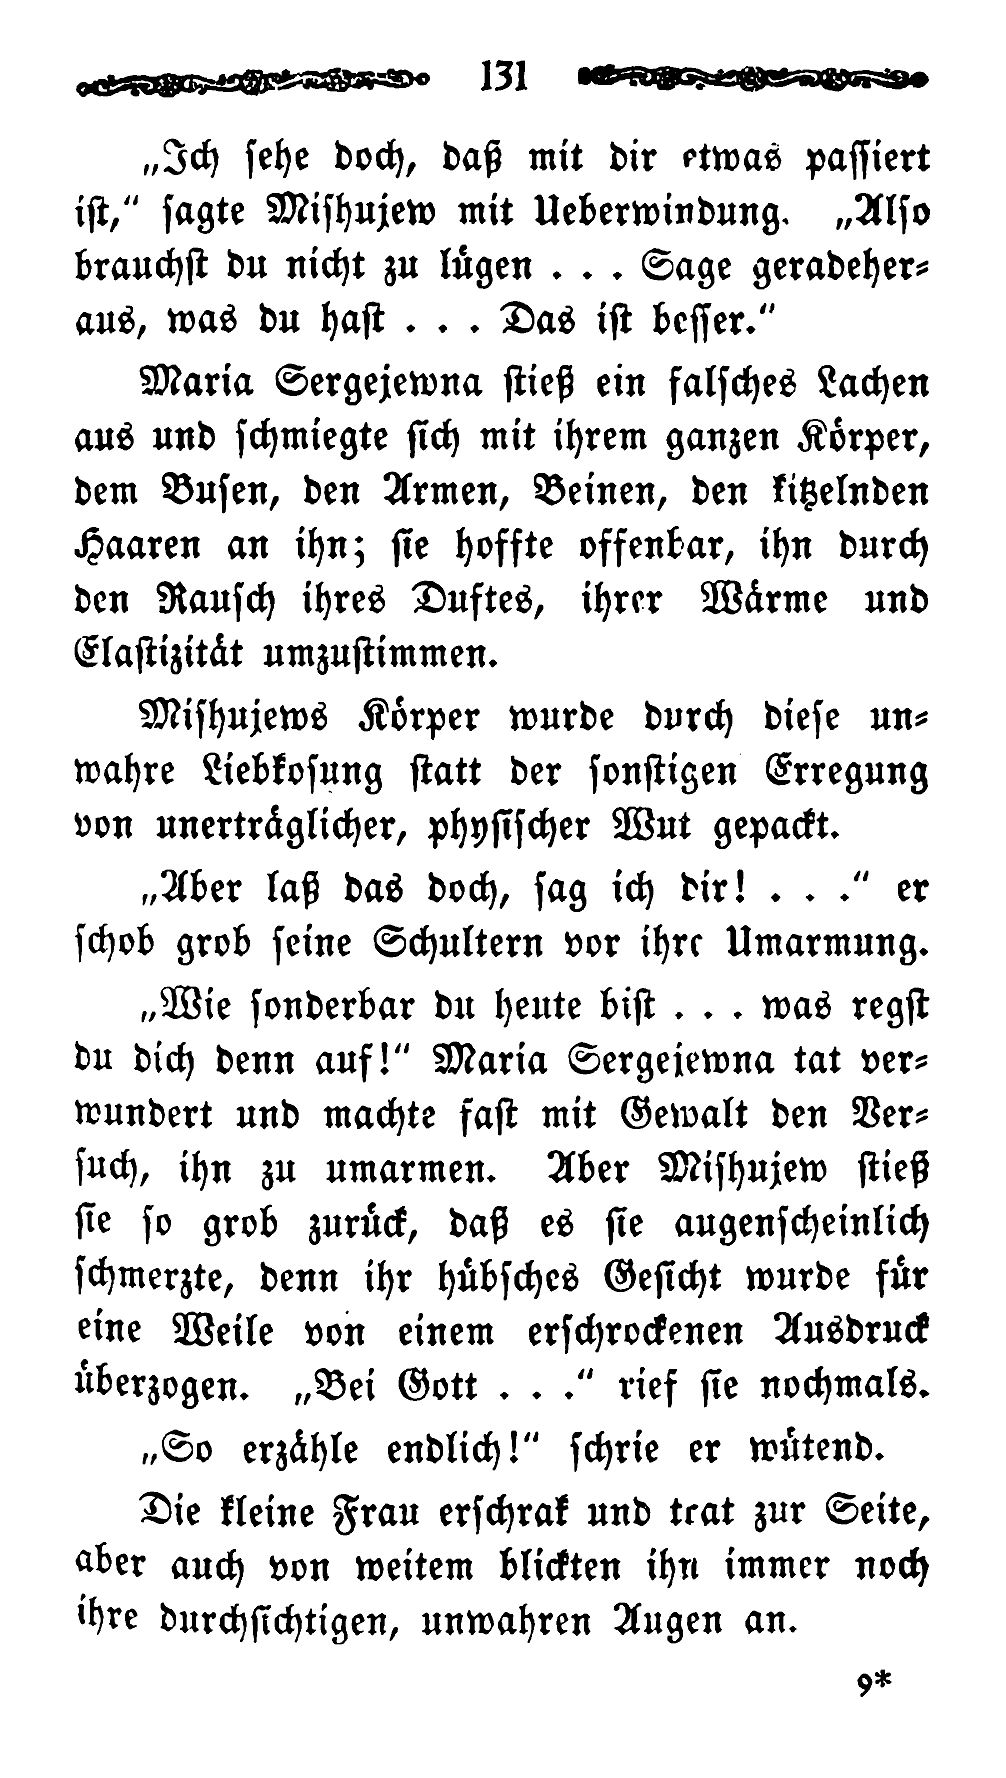 131
„Ich sehe doch, daß mit dir etwas passiert
ist,“ sagte Mishujew mit Ueberwindung. „Also
brauchst du nicht zu lügen . . . Sage geradeher=
aus, was du hast . . . Das ist besser.“
Maria Sergejewna stieß ein falsches Lachen
aus und schmiegte sich mit ihrem ganzen Körper,
dem Busen, den Armen, Beinen, den kitzelnden
Haaren an ihn; sie hoffte offenbar, ihn durch
den Rausch ihres Duftes, ihrer Wärme und
Elastizität umzustimmen.
Mishujews Körper wurde durch diese un=
wahre Liebkosung statt der sonstigen Erregung
von unerträglicher, physischer Wut gepackt.
„Aber laß das doch, sag ich dir! . . .“ er
schob grob seine Schultern vor ihre Umarmung.
„Wie sonderbar du heute bist . . . was regst
du dich denn auf!“ Maria Sergejewna tat ver=
wundert und machte fast mit Gewalt den Ver=
such, ihn zu umarmen. Aber Mishujew stieß
sie so grob zurück, daß es sie augenscheinlich
schmerzte, denn ihr hübsches Gesicht wurde für
eine Weile von einem erschrockenen Ausdruck
überzogen. „Bei Gott . . .“ rief sie nochmals.
„So erzähle endlich!“ schrie er wütend.
Die kleine Frau erschrak und trat zur Seite,
aber auch von weitem blickten ihn immer noch
ihre durchsichtigen, unwahren Augen an.
9*